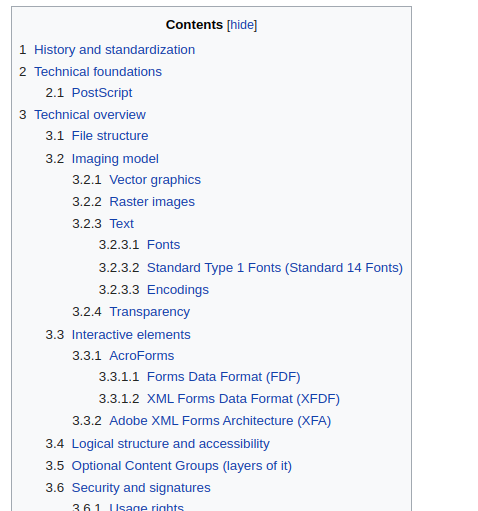 Contents [hide]
1 History and standardization
2 Technical foundations
2.1 PostScript
3 Technical overview
3.1 File structure
3.2 Imaging model
3.2.1 Vector graphics
3.2.2 Raster images
3.2.3 Text
3.2.3.1 Fonts
3.2.3.2 Standard Type 1 Fonts (Standard 14 Fonts)
3.2.3.3 Encodings
3.2.4 Transparency
3.3 Interactive elements
3.3.1 AcroForms
3.3.1.1 Forms Data Format (FDF)
3.3.1.2 XML Forms Data Format (XFDF)
3.3.2 Adobe XML Forms Architecture (XFA)
3.4 Logical structure and accessibility
3.5 Optional Content Groups (layers of it)
3.6 Security and signatures
3.6.1 Usage rights